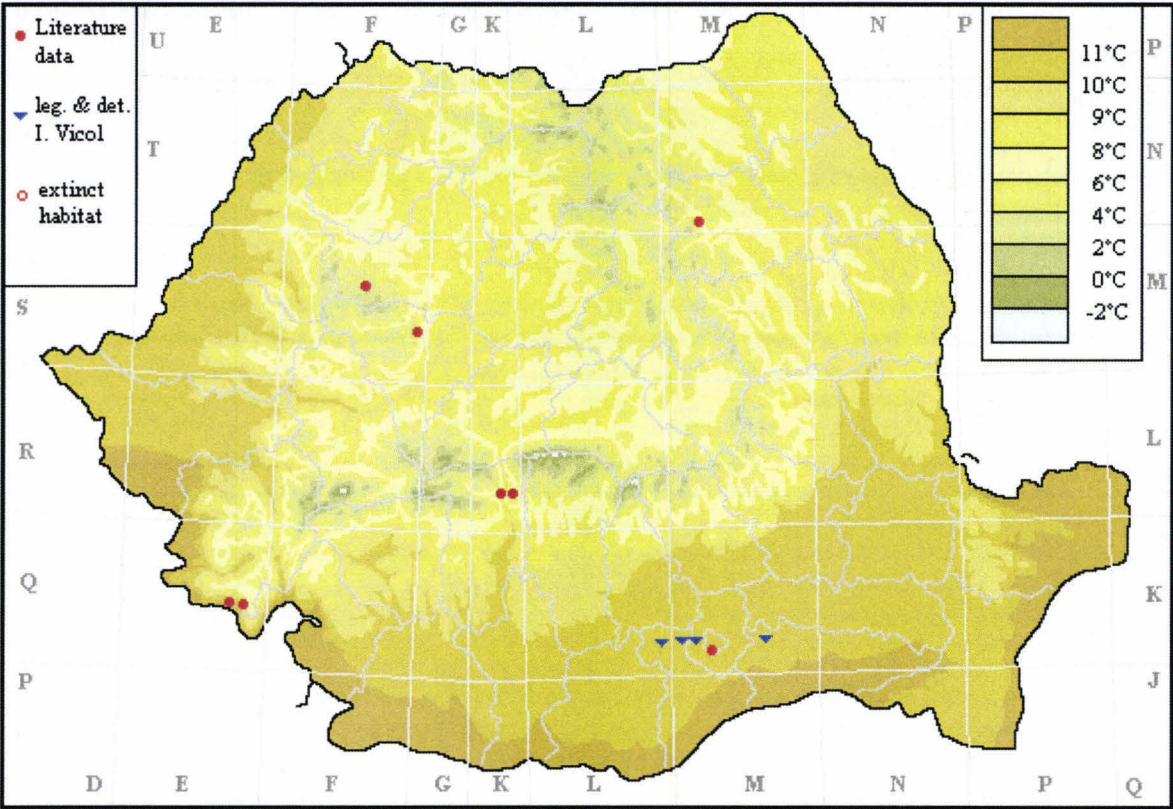 E F G K L M N P
Literature
data
leg. & det.
I. Vicol
extinct
habitat
U
T
S
R
Q
P
11°C
10°C
9°C
8°C
6°C
4°C
2°C
0°C
-2°C
P
N
M
L
K
J
D E F G K L M N P Q